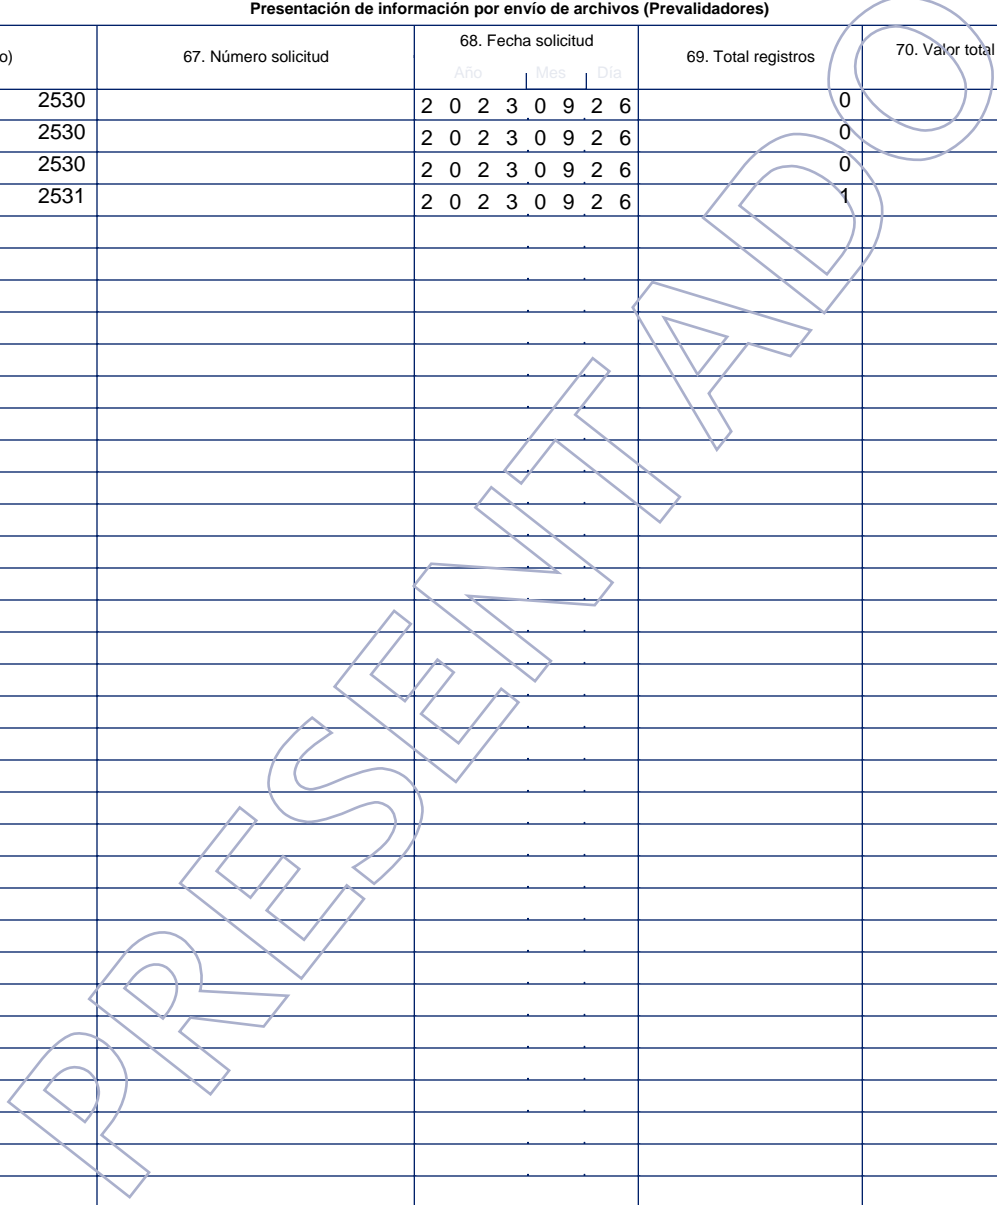 Presentación de información por envío de archivos (Prevalidadores)
o) 67. Número solicitud 68. Fecha solicitud 69. Total registros 70. Valor total
Año Mes Día
2530 2 0 2 3 0 9 2 6 0
2530 2 0 2 3 0 9 2 6 0
2530 2 0 2 3 0 9 2 6 0
2531 2 0 2 3 0 9 2 6 1
PRESENTADO